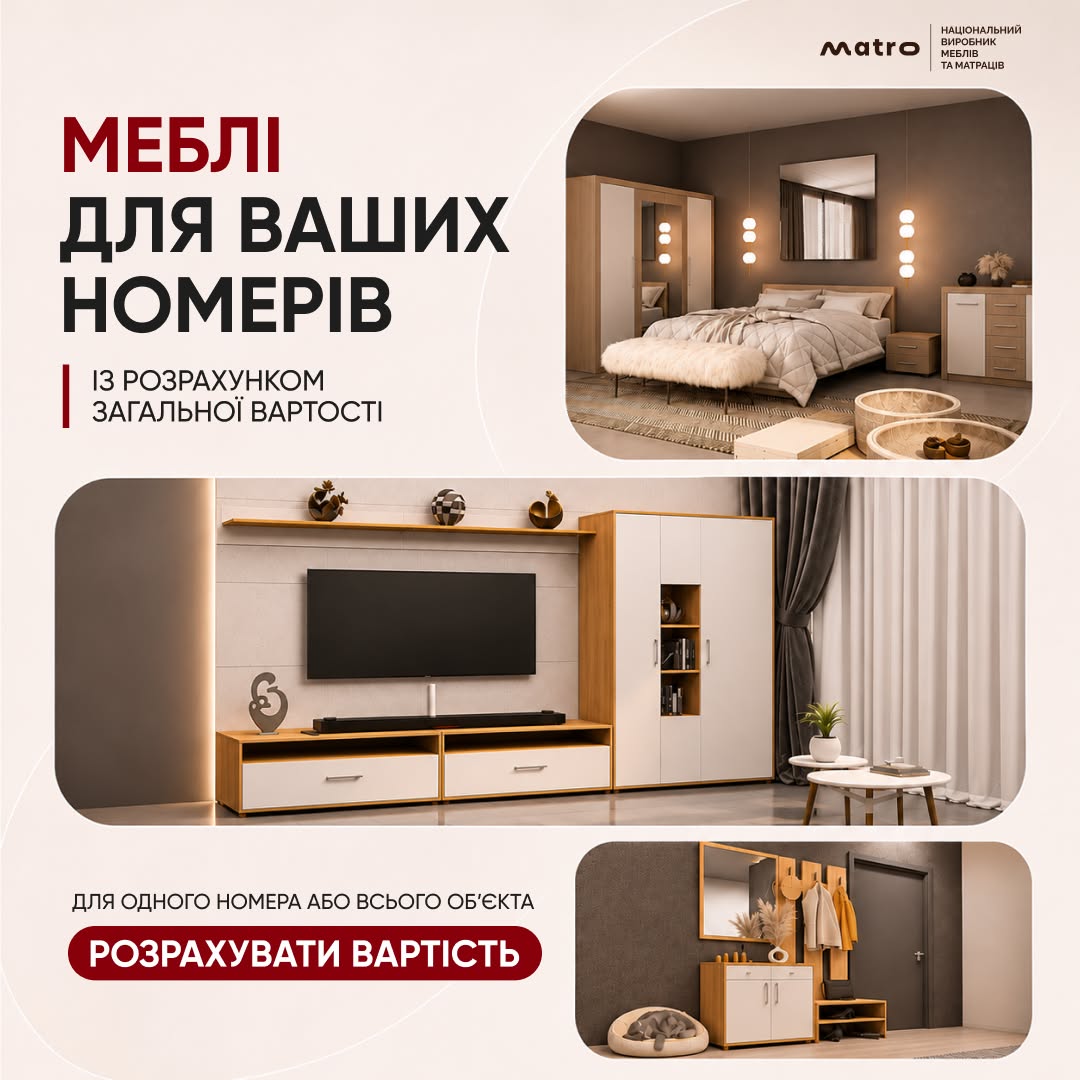 matro
НАЦІОНАЛЬНИЙ
ВИРОБНИК
МЕБЛІВ
ТА МАТРАЦІВ
МЕБЛІ
ДЛЯ ВАШИХ
НОМЕРІВ
ІЗ РОЗРАХУНКОМ
ЗАГАЛЬНОЇ ВАРТОСТІ
ДЛЯ ОДНОГО НОМЕРА АБО ВСЬОГО ОБ'ЄКТА
РОЗРАХУВАТИ ВАРТІСТЬ